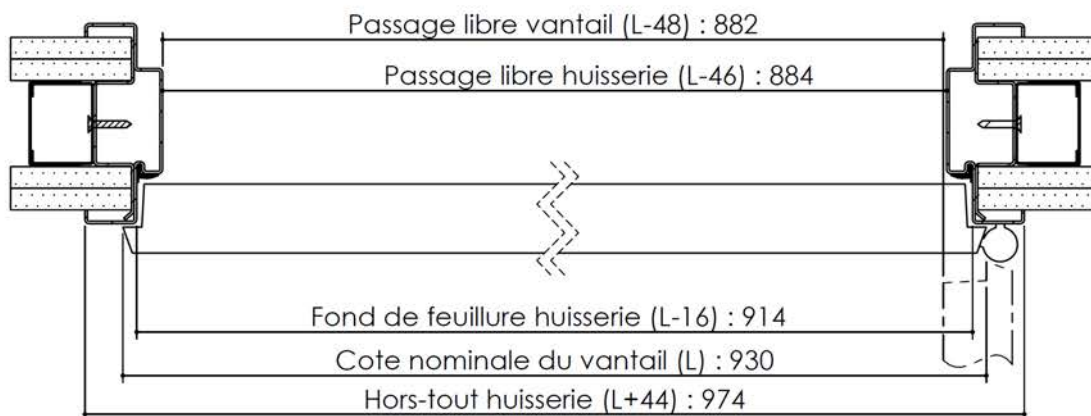 Passage libre vantail (L-48) : 882
Passage libre huisserie (L-46) : 884
Fond de feuillure huisserie (L-16) : 914
Cote nominale du vantail (L) : 930
Hors-tout huisserie (L+44) : 974